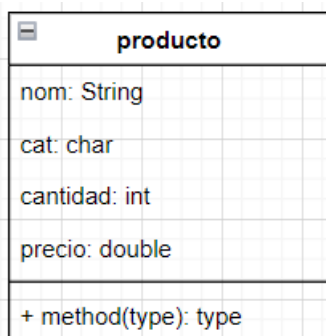 producto
nom: String
cat: char
cantidad: int
precio: double
+ method(type): type